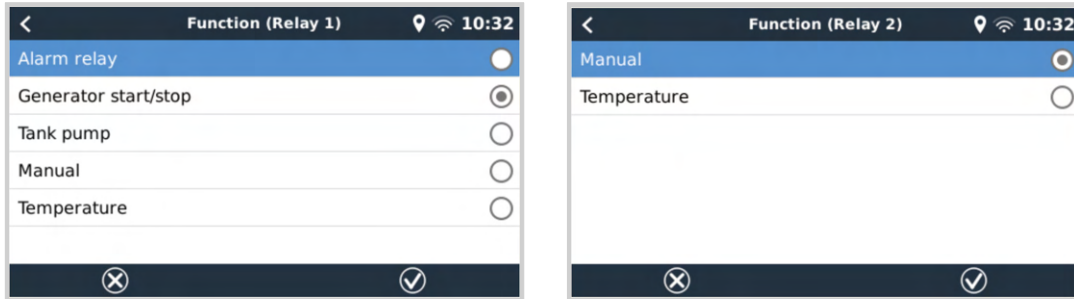 Function (Relay 1) 10:32
Alarm relay
Generator start/stop
Tank pump
Manual
Temperature
Function (Relay 2) 10:32
Manual
Temperature